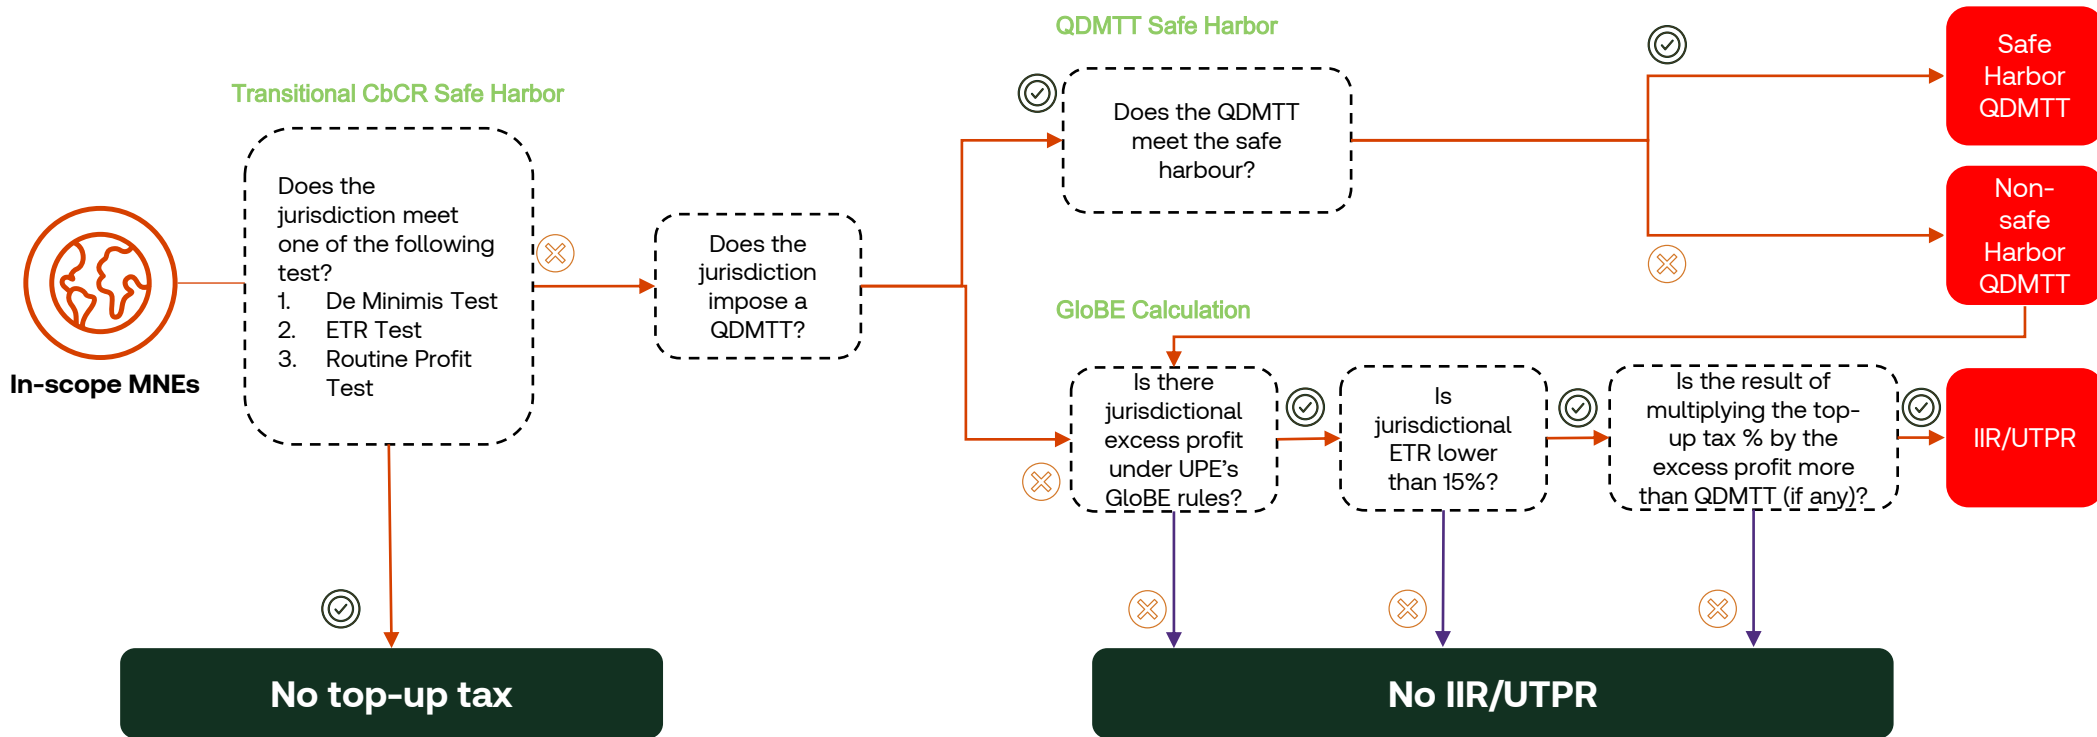 QDMTT Safe Harbor
Safe
Harbor
QDMTT
Transitional CbCR Safe Harbor
Does the QDMTT
meet the safe
harbour?
Does the
jurisdiction meet
one of the following
test?
1. De Minimis Test
2. ETR Test
3. Routine Profit
Test
In-scope MNEs
Does the
jurisdiction
impose a
QDMTT?
Non-
safe
Harbor
QDMTT
GloBE Calculation
Is there
jurisdictional
excess profit
under UPE's
GloBE rules?
Is
jurisdictional
ETR lower
than 15%?
Is the result of
multiplying the top-
up tax % by the
excess profit more
than QDMTT (if any)?
IIR/UTPR
No top-up tax
No IIR/UTPR